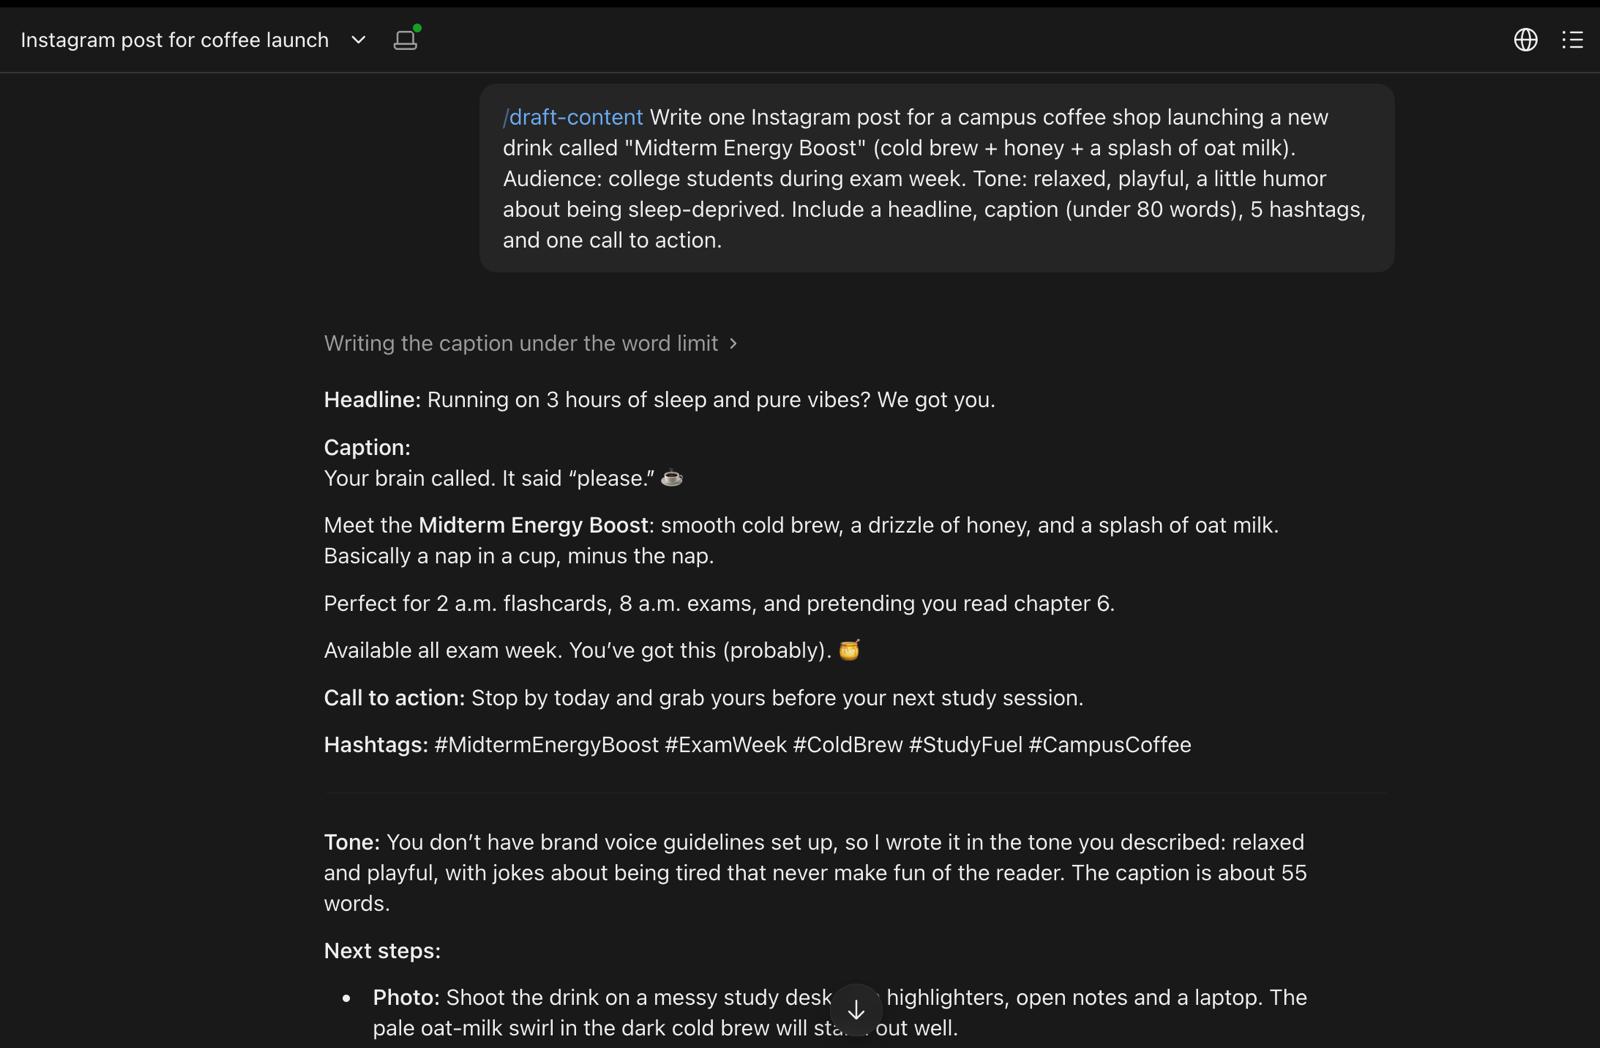 Instagram post for coffee launch
/draft-content Write one Instagram post for a campus coffee shop launching a new
drink called "Midterm Energy Boost" (cold brew + honey + a splash of oat milk).
Audience: college students during exam week. Tone: relaxed, playful, a little humor
about being sleep-deprived. Include a headline, caption (under 80 words), 5 hashtags,
and one call to action.
Writing the caption under the word limit
Headline: Running on 3 hours of sleep and pure vibes? We got you.
Caption:
Your brain called. It said “please.” ☕
Meet the Midterm Energy Boost: smooth cold brew, a drizzle of honey, and a splash of oat milk.
Basically a nap in a cup, minus the nap.
Perfect for 2 a.m. flashcards, 8 a.m. exams, and pretending you read chapter 6.
Available all exam week. You’ve got this (probably). 🍯
Call to action: Stop by today and grab yours before your next study session.
Hashtags: #MidtermEnergyBoost #ExamWeek #ColdBrew #StudyFuel #CampusCoffee
Tone: You don’t have brand voice guidelines set up, so I wrote it in the tone you described: relaxed
and playful, with jokes about being tired that never make fun of the reader. The caption is about 55
words.
Next steps:
• Photo: Shoot the drink on a messy study desk highlighters, open notes and a laptop. The
pale oat-milk swirl in the dark cold brew will out well.